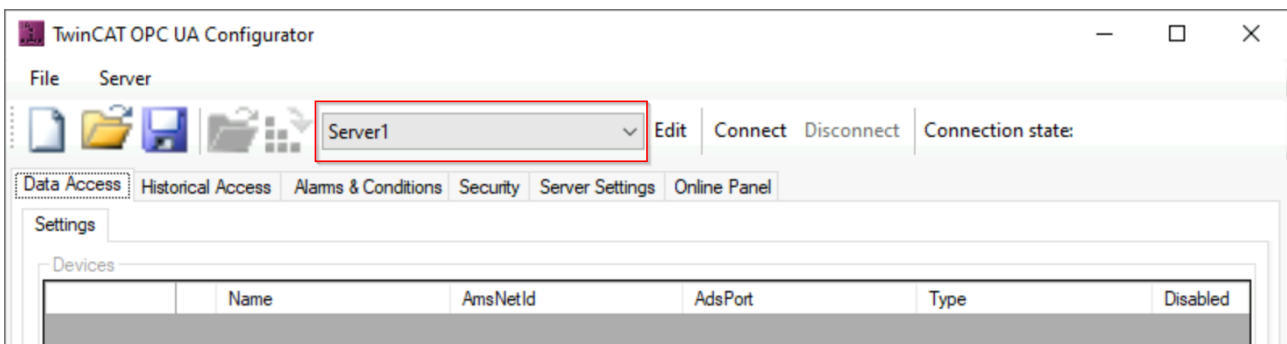 TwinCAT OPC UA Configurator
File Server
Server1 Edit Connect Disconnect Connection state:
Data Access Historical Access Alarms & Conditions Security Server Settings Online Panel
Settings
Devices
Name AmsNetId AdsPort Type Disabled